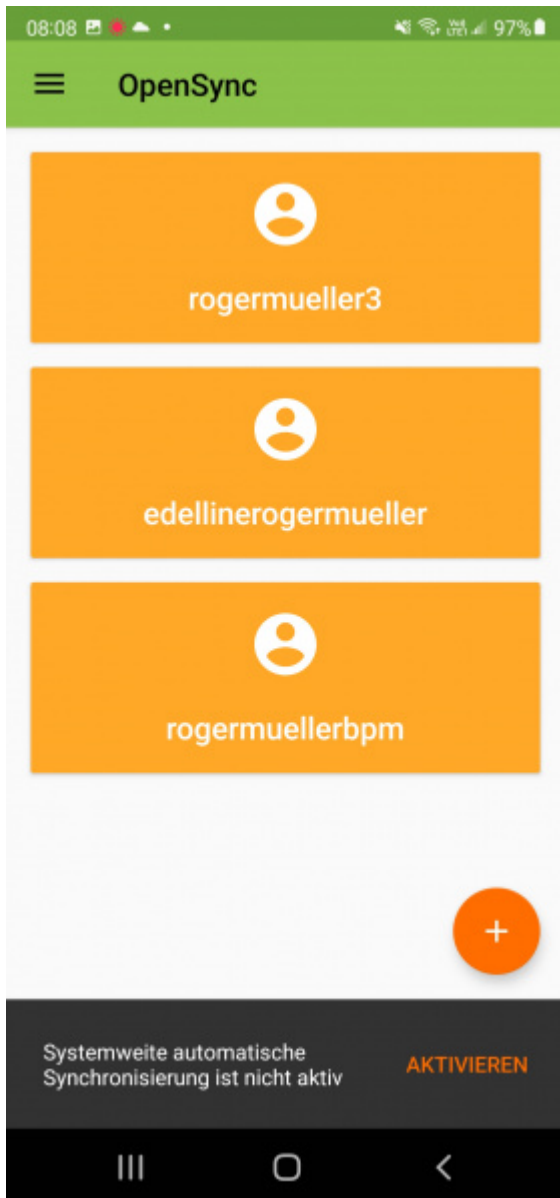 08:08
97%
OpenSync
rogermueller3
edellinerogermueller
rogermuellerbpm
Systemweite automatische
Synchronisierung ist nicht aktiv
AKTIVIEREN